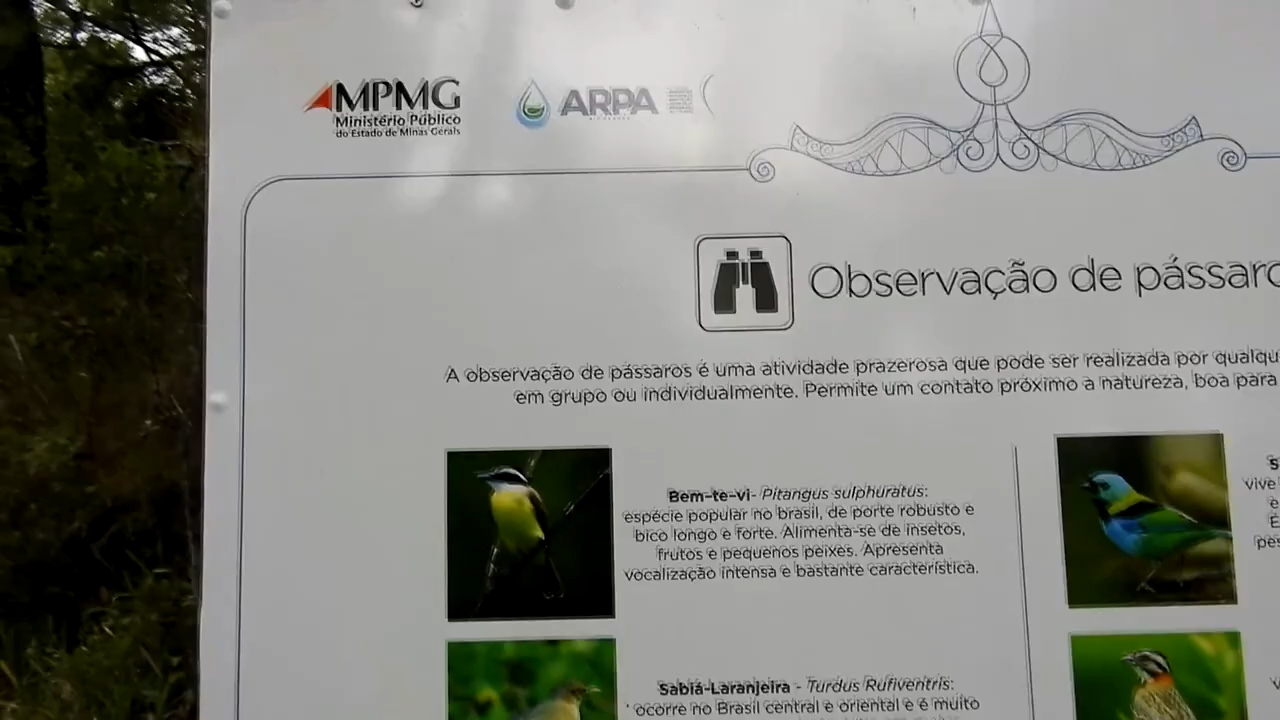 MPMG
Ministério Público
do Estado de Minas Gerais
ARPA
Observação de pássaro
A observação de pássaros é uma atividade prazerosa que pode ser realizada por qualqu
em grupo ou individualmente. Permite um contato próximo a natureza, boa para
Bem-te-vi- Pitangus sulphuratus:
espécie popular no brasil, de porte robusto e
bico longo e forte. Alimenta-se de insetos,
frutos e pequenos peixes. Apresenta
vocalização intensa e bastante característica.
Sabiá-Laranjeira - Turdus Rufiventris:
ocorre no Brasil central e oriental e é muito
vive